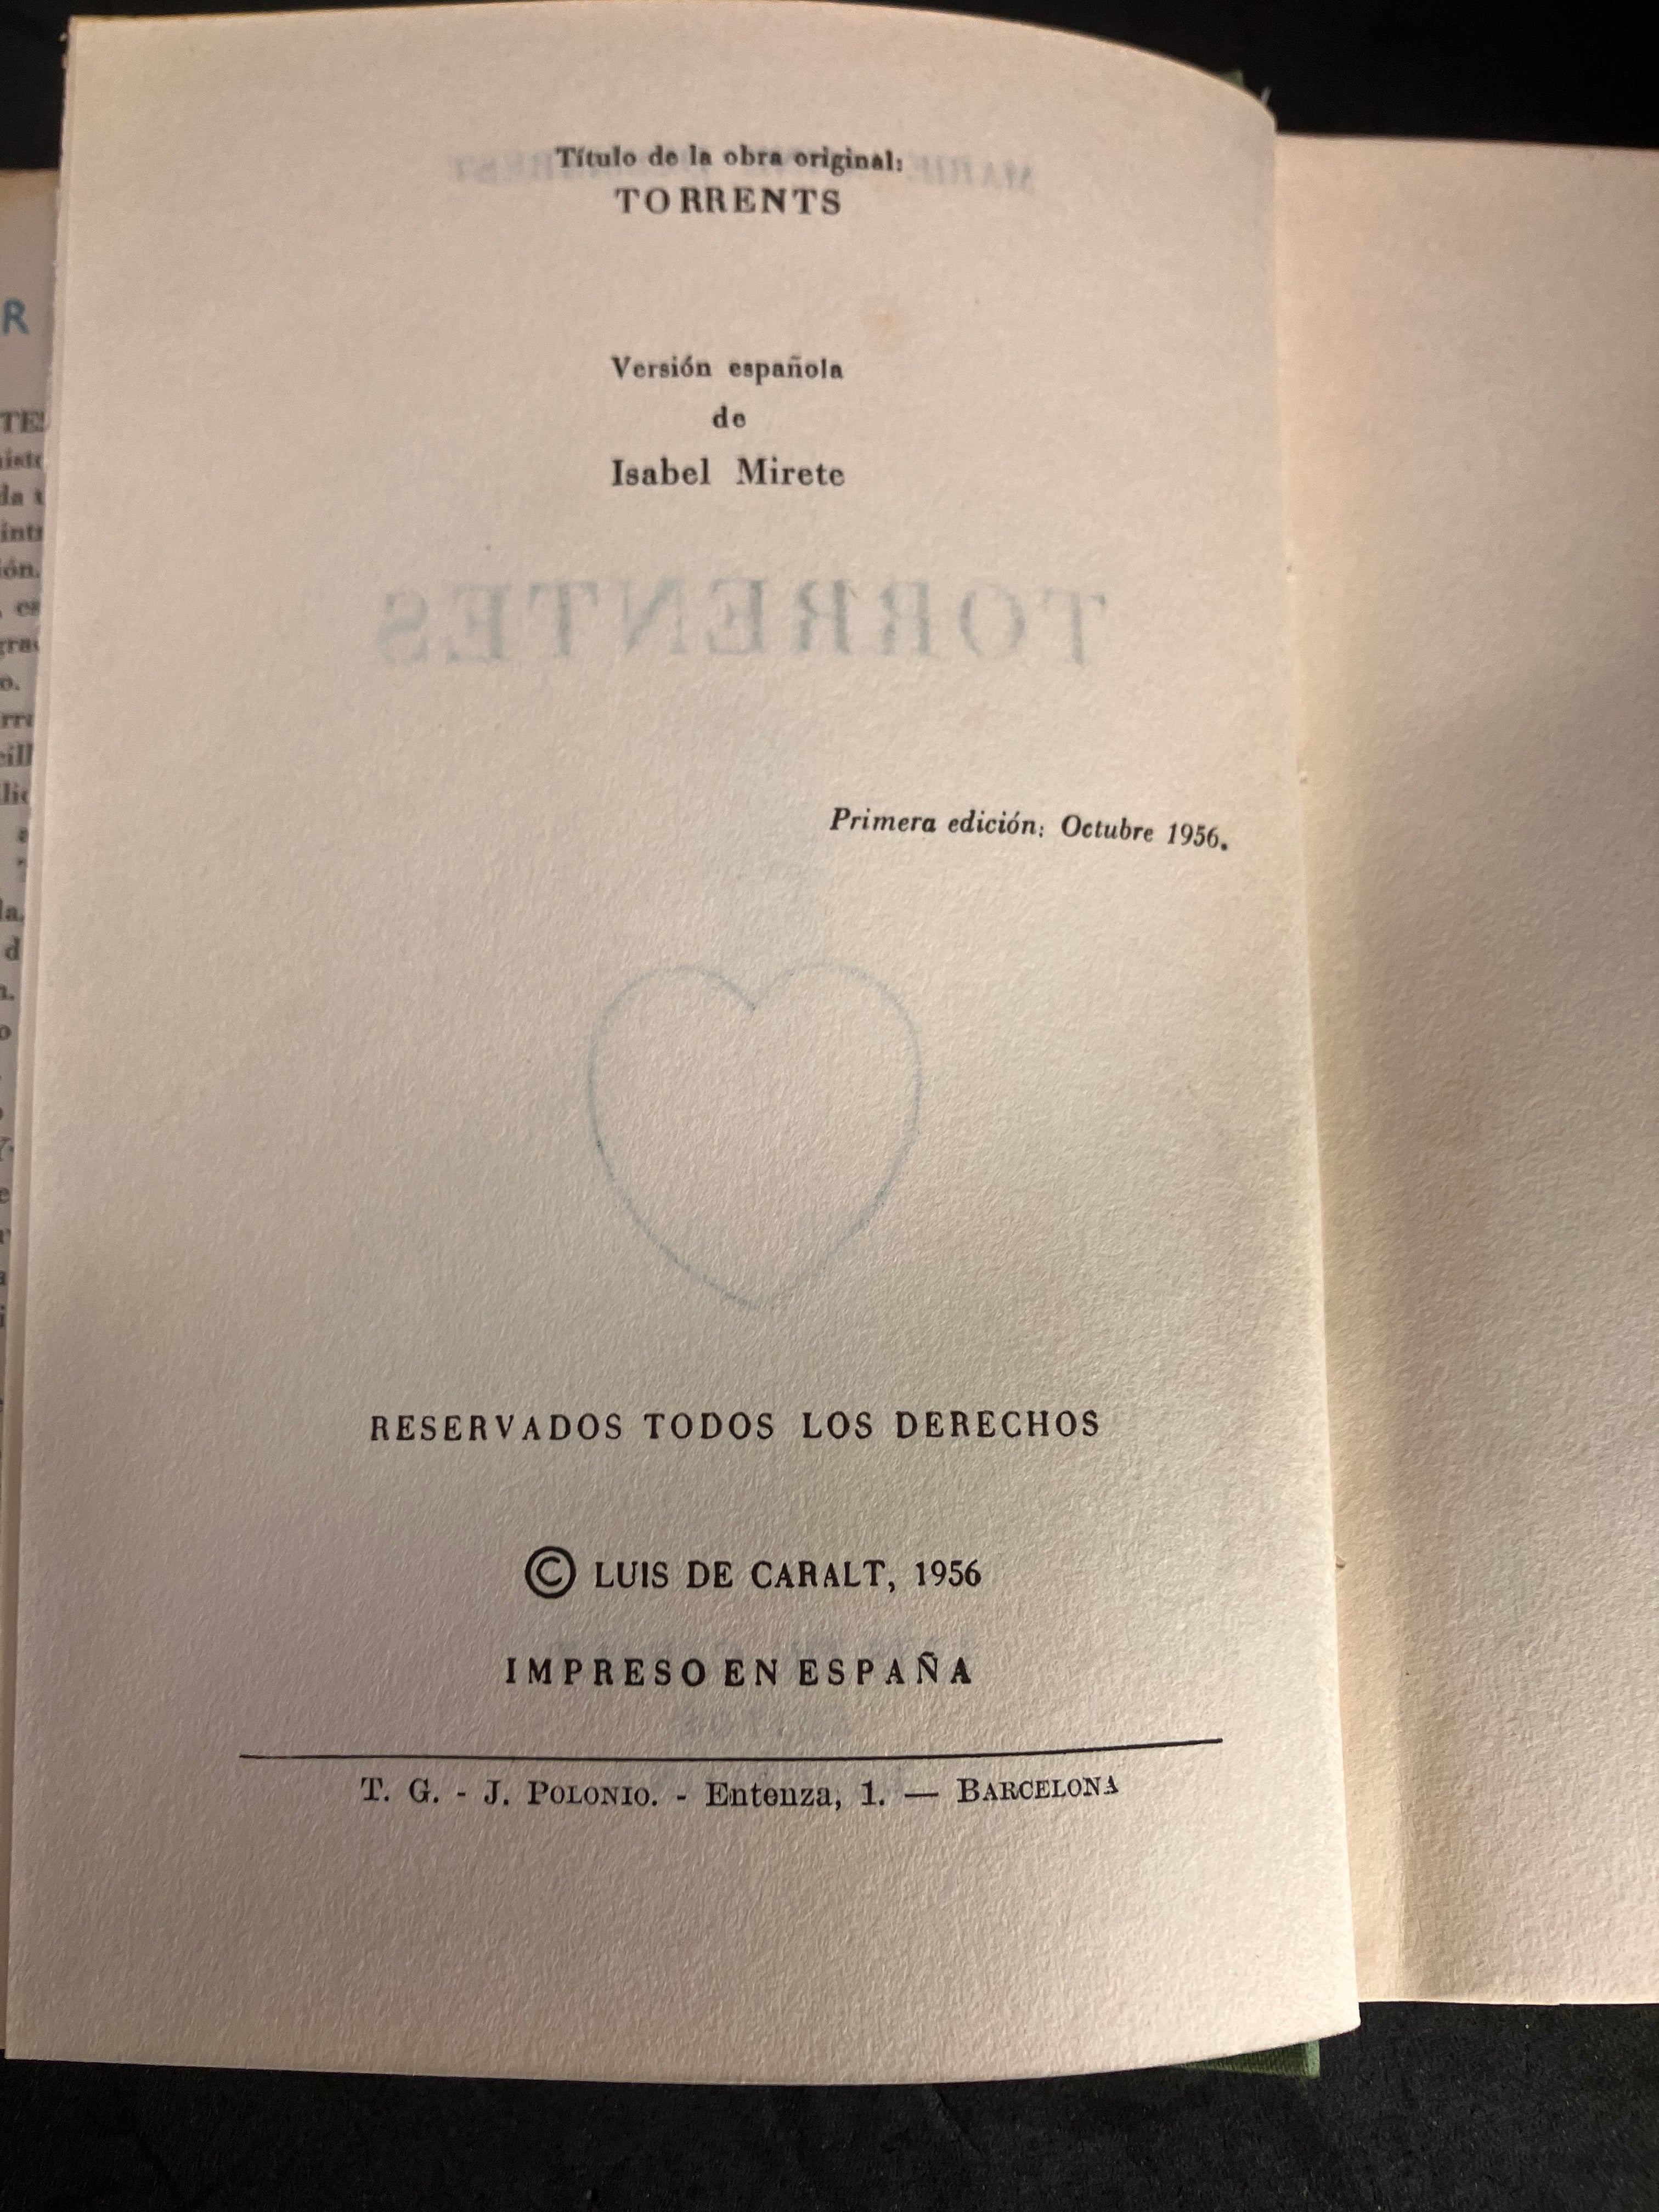 Título de la obra original:
TORRENTS
Versión española
de
Isabel Mirete
TORRENTES
Primera edición: Octubre 1956.
RESERVADOS TODOS LOS DERECHOS
© LUIS DE CARALT, 1956
IMPRESO EN ESPAÑA
T. G. - J. POLONIO. - Entenza, 1. — BARCELONA